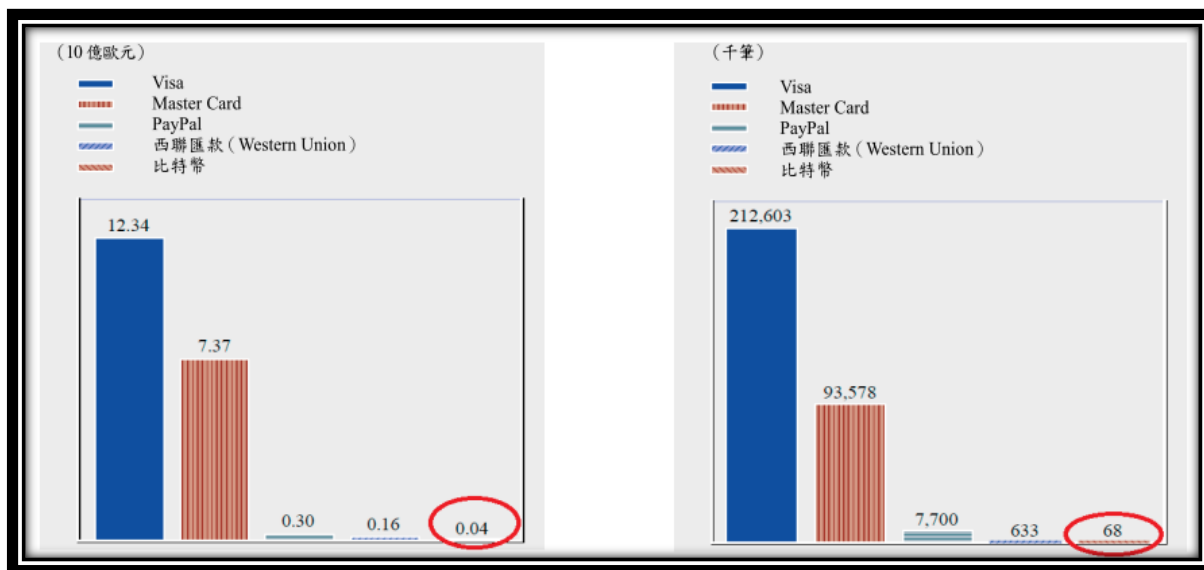 (10 億歐元)
Visa
Master Card
PayPal
西聯匯款(Western Union)
比特幣
12.34
7.37
0.30
0.16
0.04
(千筆)
Visa
Master Card
PayPal
西聯匯款(Western Union)
比特幣
212,603
93,578
7,700
633
68